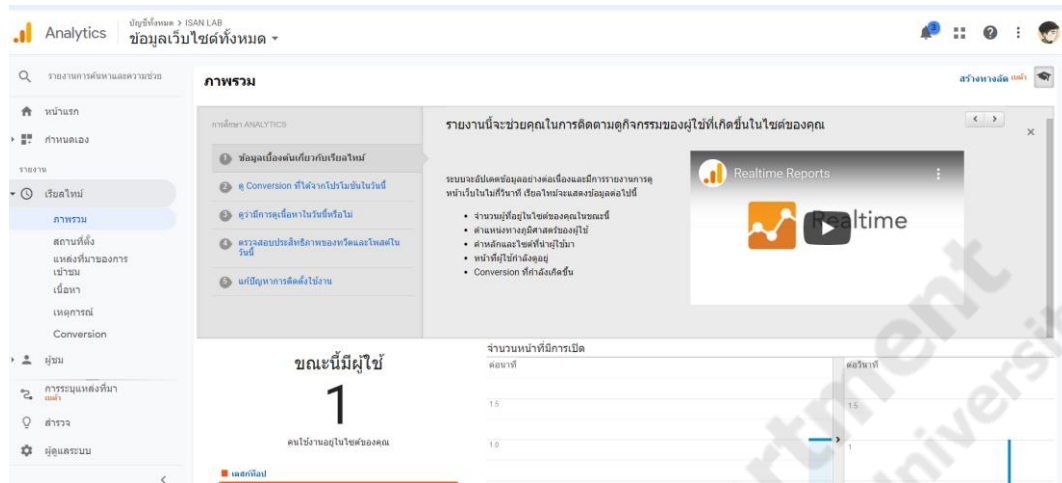 บัญชีทั้งหมด > ISAN LAB
Analytics
ข้อมูลเว็บไซต์ทั้งหมด
3
รายงานการค้นหาและความช่วย
หน้าแรก
กำหนดเอง
รายงาน
เรียลไทม์
ภาพรวม
สถานที่ตั้ง
แหล่งที่มาของการ
เข้าชม
เนื้อหา
เหตุการณ์
Conversion
ผู้ชม
การระบุแหล่งที่มา
เบต้า
สำรวจ
ผู้ดูแลระบบ
ภาพรวม
สร้างทางลัด เบต้า
การศึกษา ANALYTICS
1 ข้อมูลเบื้องต้นเกี่ยวกับเรียลไทม์
2 ดู Conversion ที่ได้จากโปรโมชันในวันนี้
3 ดูว่ามีการดูเนื้อหาในวันนี้หรือไม่
4 ตรวจสอบประสิทธิภาพของทวีตและโพสต์ใน
วันนี้
5 แก้ปัญหาการติดตั้งใช้งาน
รายงานนี้จะช่วยคุณในการติดตามดูกิจกรรมของผู้ใช้ที่เกิดขึ้นในไซต์ของคุณ
ระบบจะอัปเดตข้อมูลอย่างต่อเนื่องและมีการรายงานการดู
หน้าเว็บในไม่กี่วินาที เรียลไทม์จะแสดงข้อมูลต่อไปนี้
• จำนวนผู้ที่อยู่ในไซต์ของคุณในขณะนี้
• ตำแหน่งทางภูมิศาสตร์ของผู้ใช้
• คำหลักและไซต์ที่นำผู้ใช้มา
• หน้าที่ผู้ใช้กำลังดูอยู่
• Conversion ที่กำลังเกิดขึ้น
Realtime Reports
Realtime
ขณะนี้มีผู้ใช้
1
คนใช้งานอยู่ในไซต์ของคุณ
เดสก์ท็อป
จำนวนหน้าที่มีการเปิด
ต่อนาที
1.5
1.0
ต่อวินาที
1.5
1